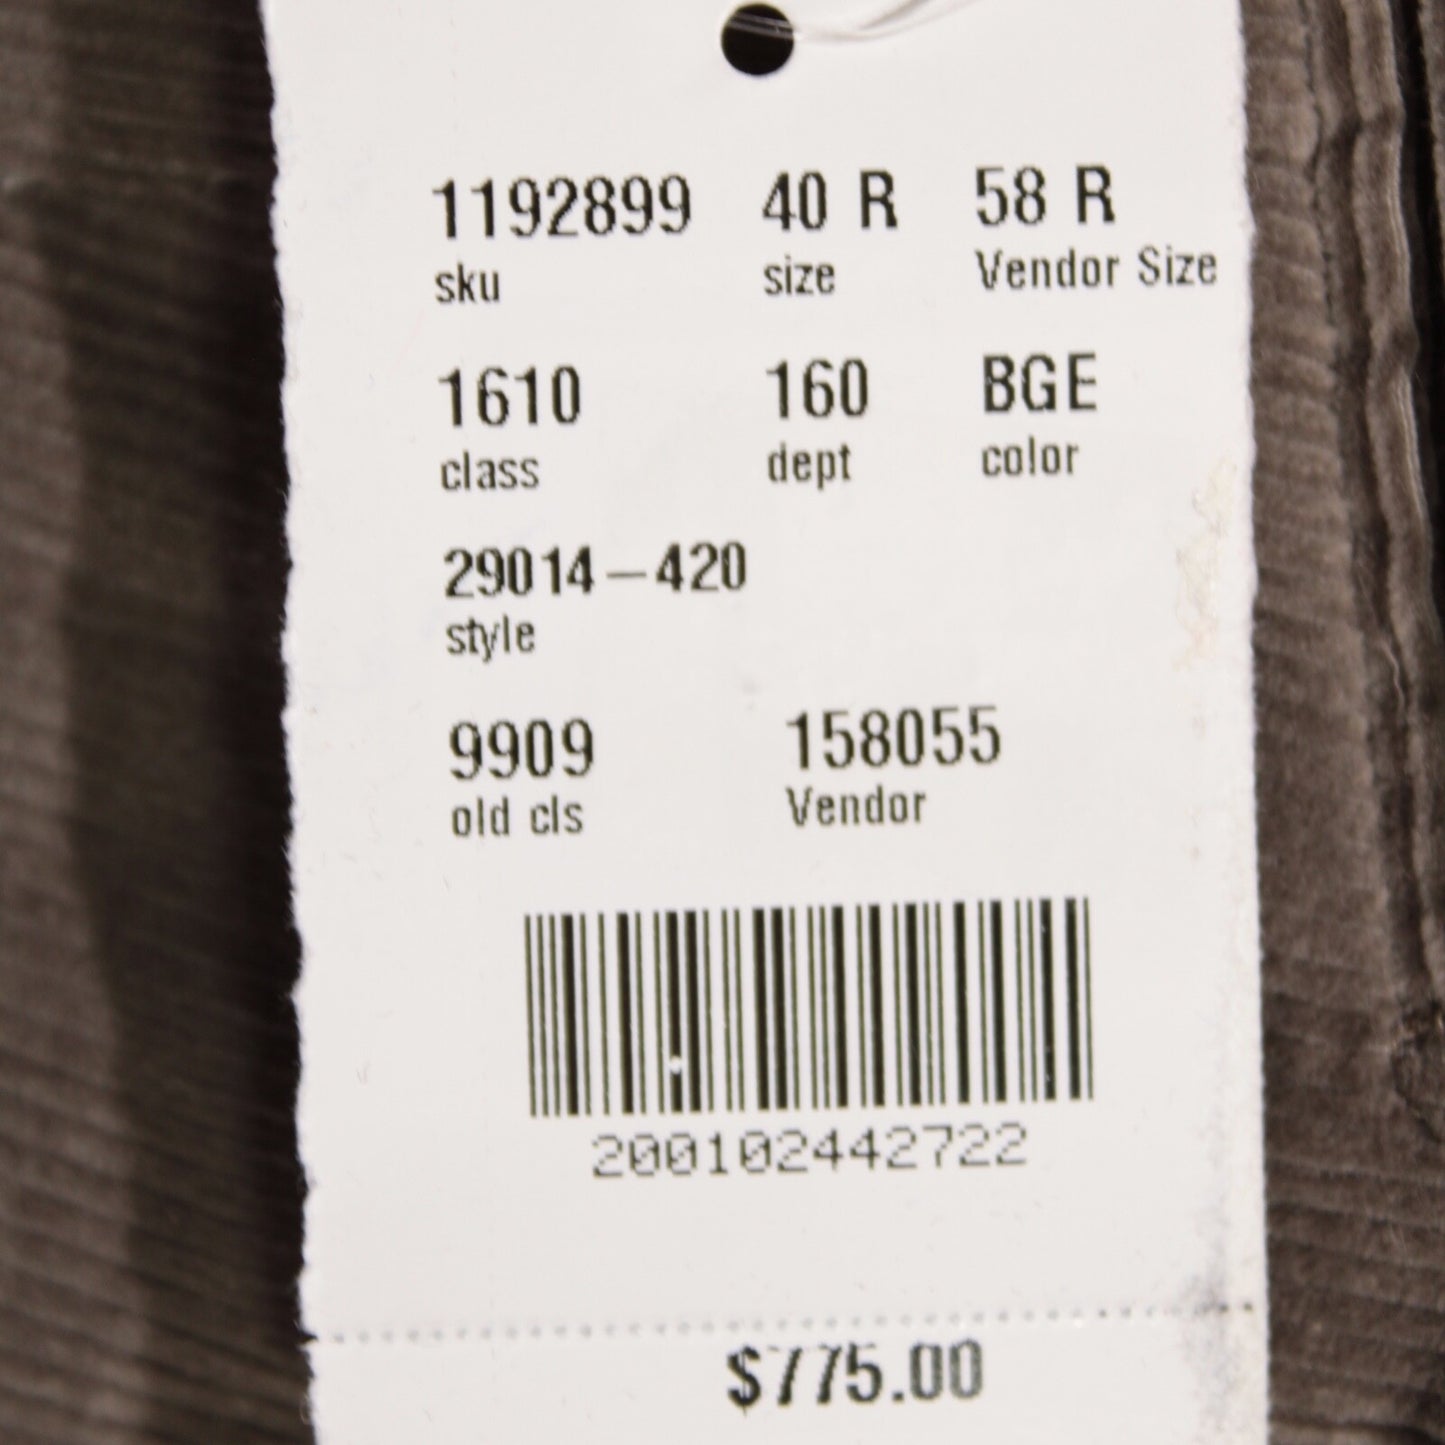 1192899 40 R 58 R
sku size Vendor Size
1610 160 BGE
class dept color
29014-420
style
9909 158055
old cls Vendor
200102442722
$775.00